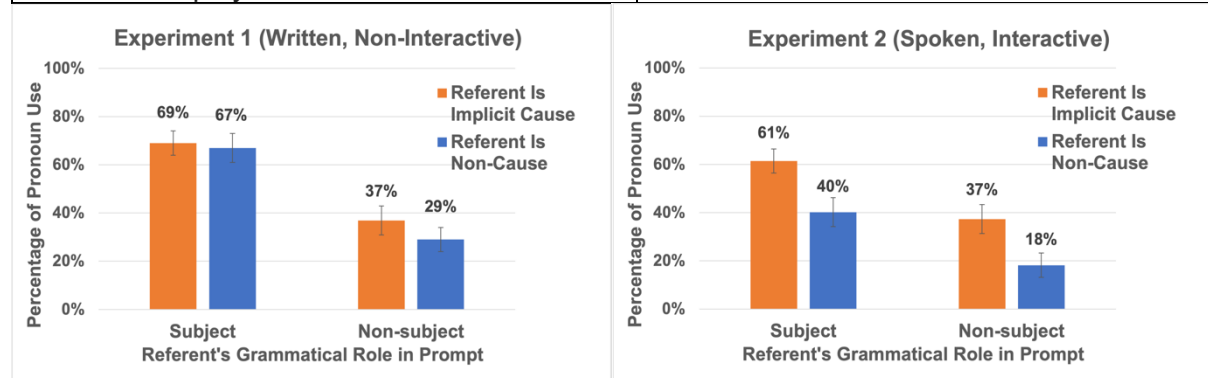 Experiment 1 (Written, Non-Interactive)
Percentage of Pronoun Use
100%
80%
60%
40%
20%
0%
69%
67%
37%
29%
Referent Is
Implicit Cause
Referent Is
Non-Cause
Subject
Non-subject
Referent's Grammatical Role in Prompt
Experiment 2 (Spoken, Interactive)
Percentage of Pronoun Use
100%
80%
60%
40%
20%
0%
61%
40%
37%
18%
Referent Is
Implicit Cause
Referent Is
Non-Cause
Subject
Non-subject
Referent's Grammatical Role in Prompt